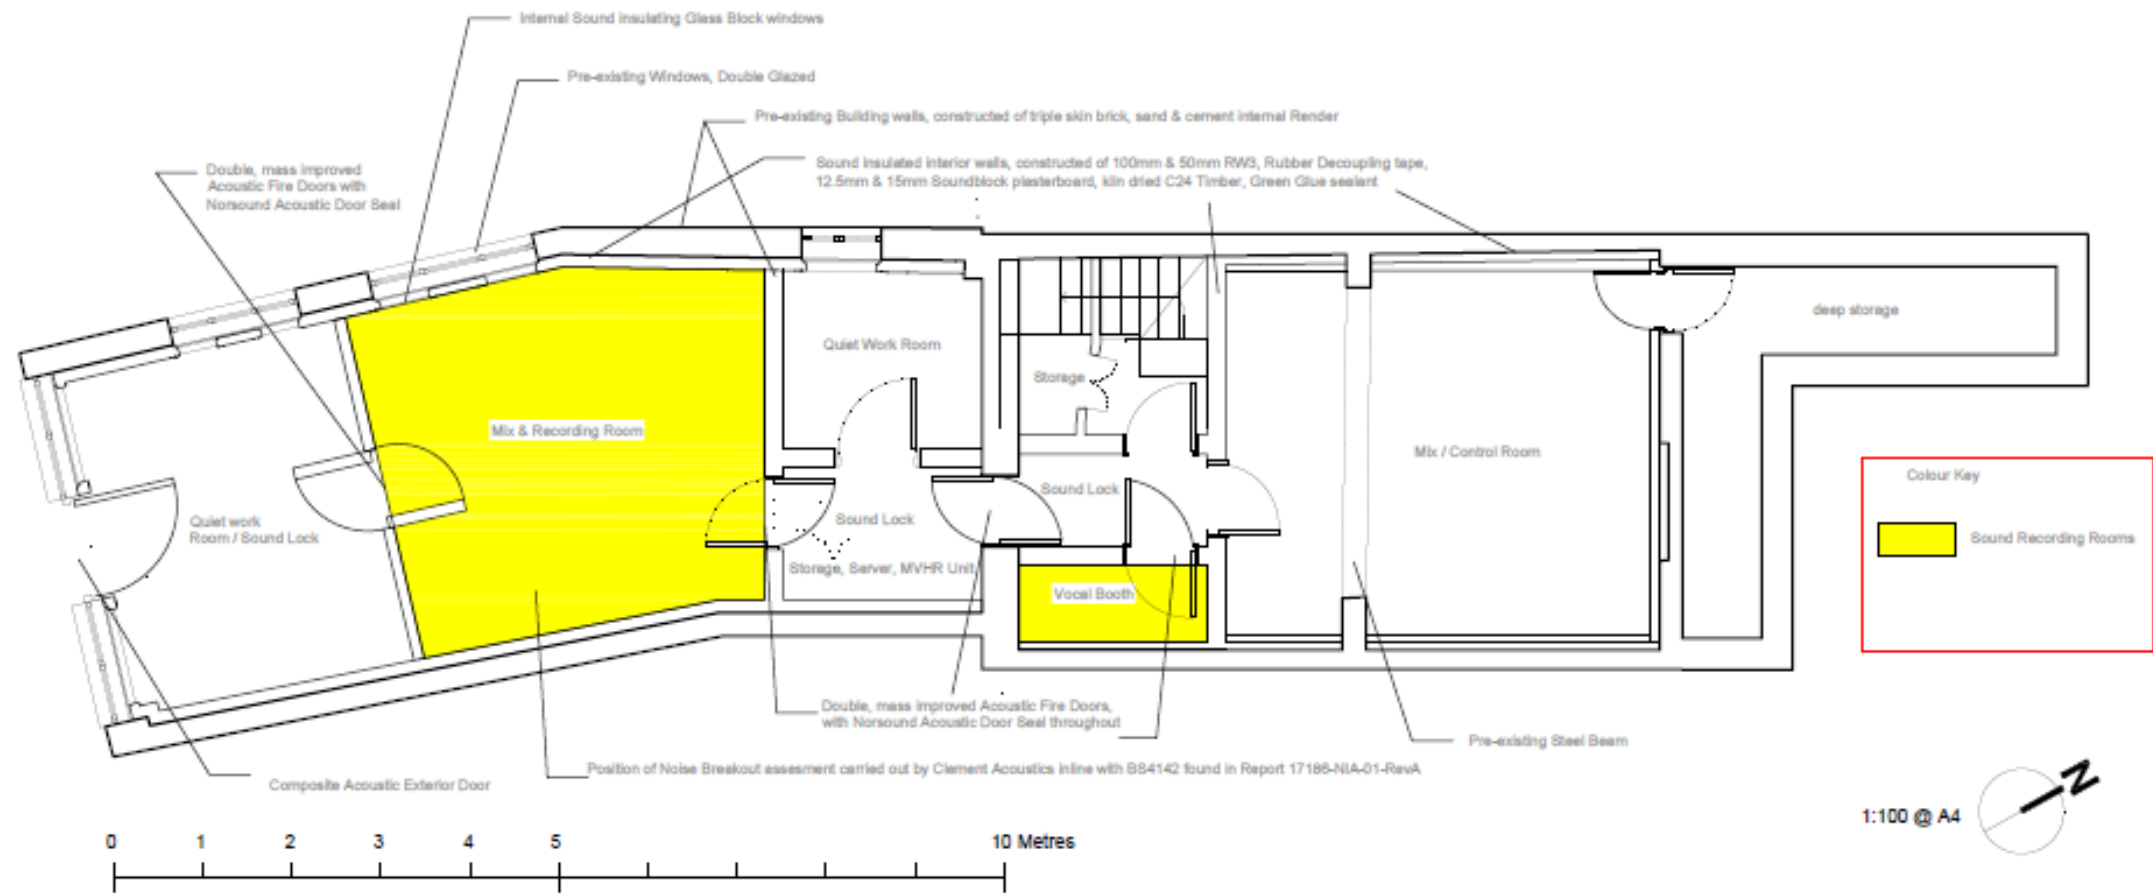 Internal Sound insulating Glass Block windows
Pre-existing Windows, Double Glazed
Pre-existing Building walls, constructed of triple skin brick, sand & cement internal Render
Double, mass improved
Acoustic Fire Doors with
Norsound Acoustic Door Seal
Sound insulated interior walls, constructed of 100mm & 50mm RW3, Rubber Decoupling tape,
12.5mm & 15mm Soundblock plasterboard, kiln dried C24 Timber, Green Glue sealant
deep storage
Quiet Work Room
Storage
Mix & Recording Room
Mix / Control Room
Colour Key
Sound Recording Rooms
Sound Lock
Quiet work
Room / Sound Lock
Sound Lock
Storage, Server, MVHR Unit
Vocal Booth
Double, mass improved Acoustic Fire Doors,
with Norsound Acoustic Door Seal throughout
Pre-existing Steel Beam
Position of Noise Breakout assesment carried out by Clement Acoustics inline with BS4142 found in Report 17186-NIA-01-RevA
Composite Acoustic Exterior Door
N
1:100 @ A4
0 1 2 3 4 5 10 Metres